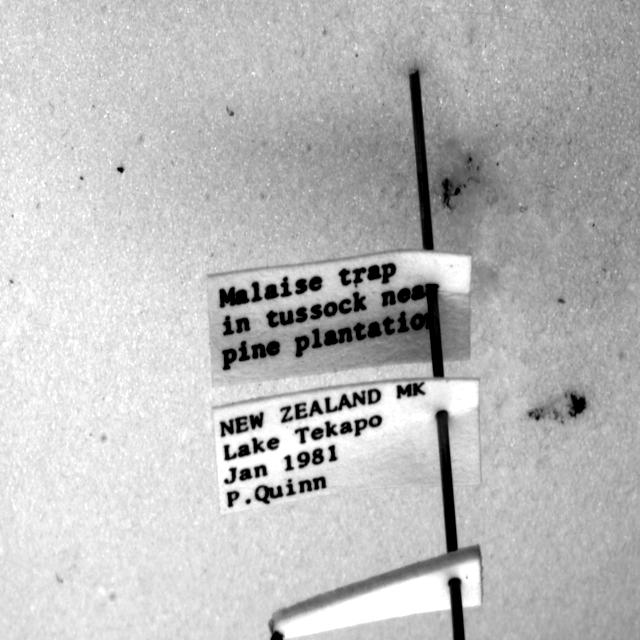 Malaise trap
in tussock nea
pine plantatio
NEW ZEALAND MK
Lake Tekapo
Jan 1981
P.Quinn